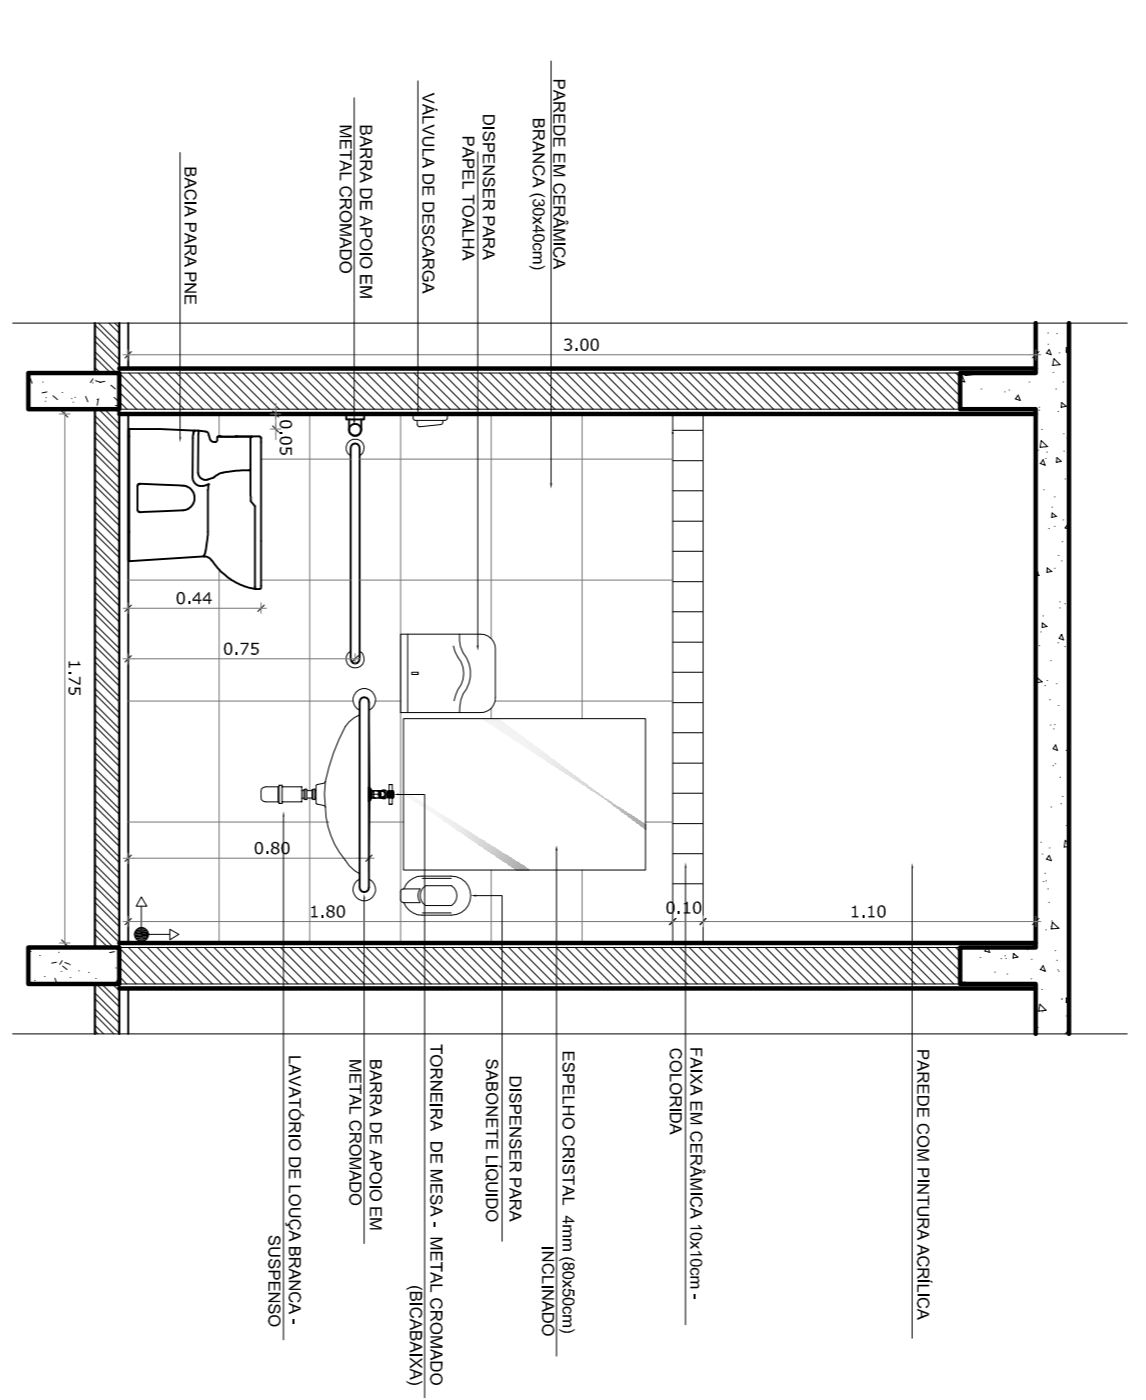 PAREDE EM CERÂMICA
BRANCA (30x40cm)
DISPENSER PARA
PAPEL TOALHA
VÁLVULA DE DESCARGA
BARRA DE APOIO EM
METAL CROMADO
BACIA PARA PNE
3.00
0.05
0.44
0.75
1.75
0.80
1.80
0.10
1.10
PAREDE COM PINTURA ACRÍLICA
FAIXA EM CERÂMICA 10x10cm -
COLORIDA
ESPELHO CRISTAL 4mm (80x50cm)
INCLINADO
DISPENSER PARA
SABONETE LÍQUIDO
TORNEIRA DE MESA - METAL CROMADO
(BICABAIXA)
BARRA DE APOIO EM
METAL CROMADO
LAVATÓRIO DE LOUÇA BRANCA -
SUSPENSO